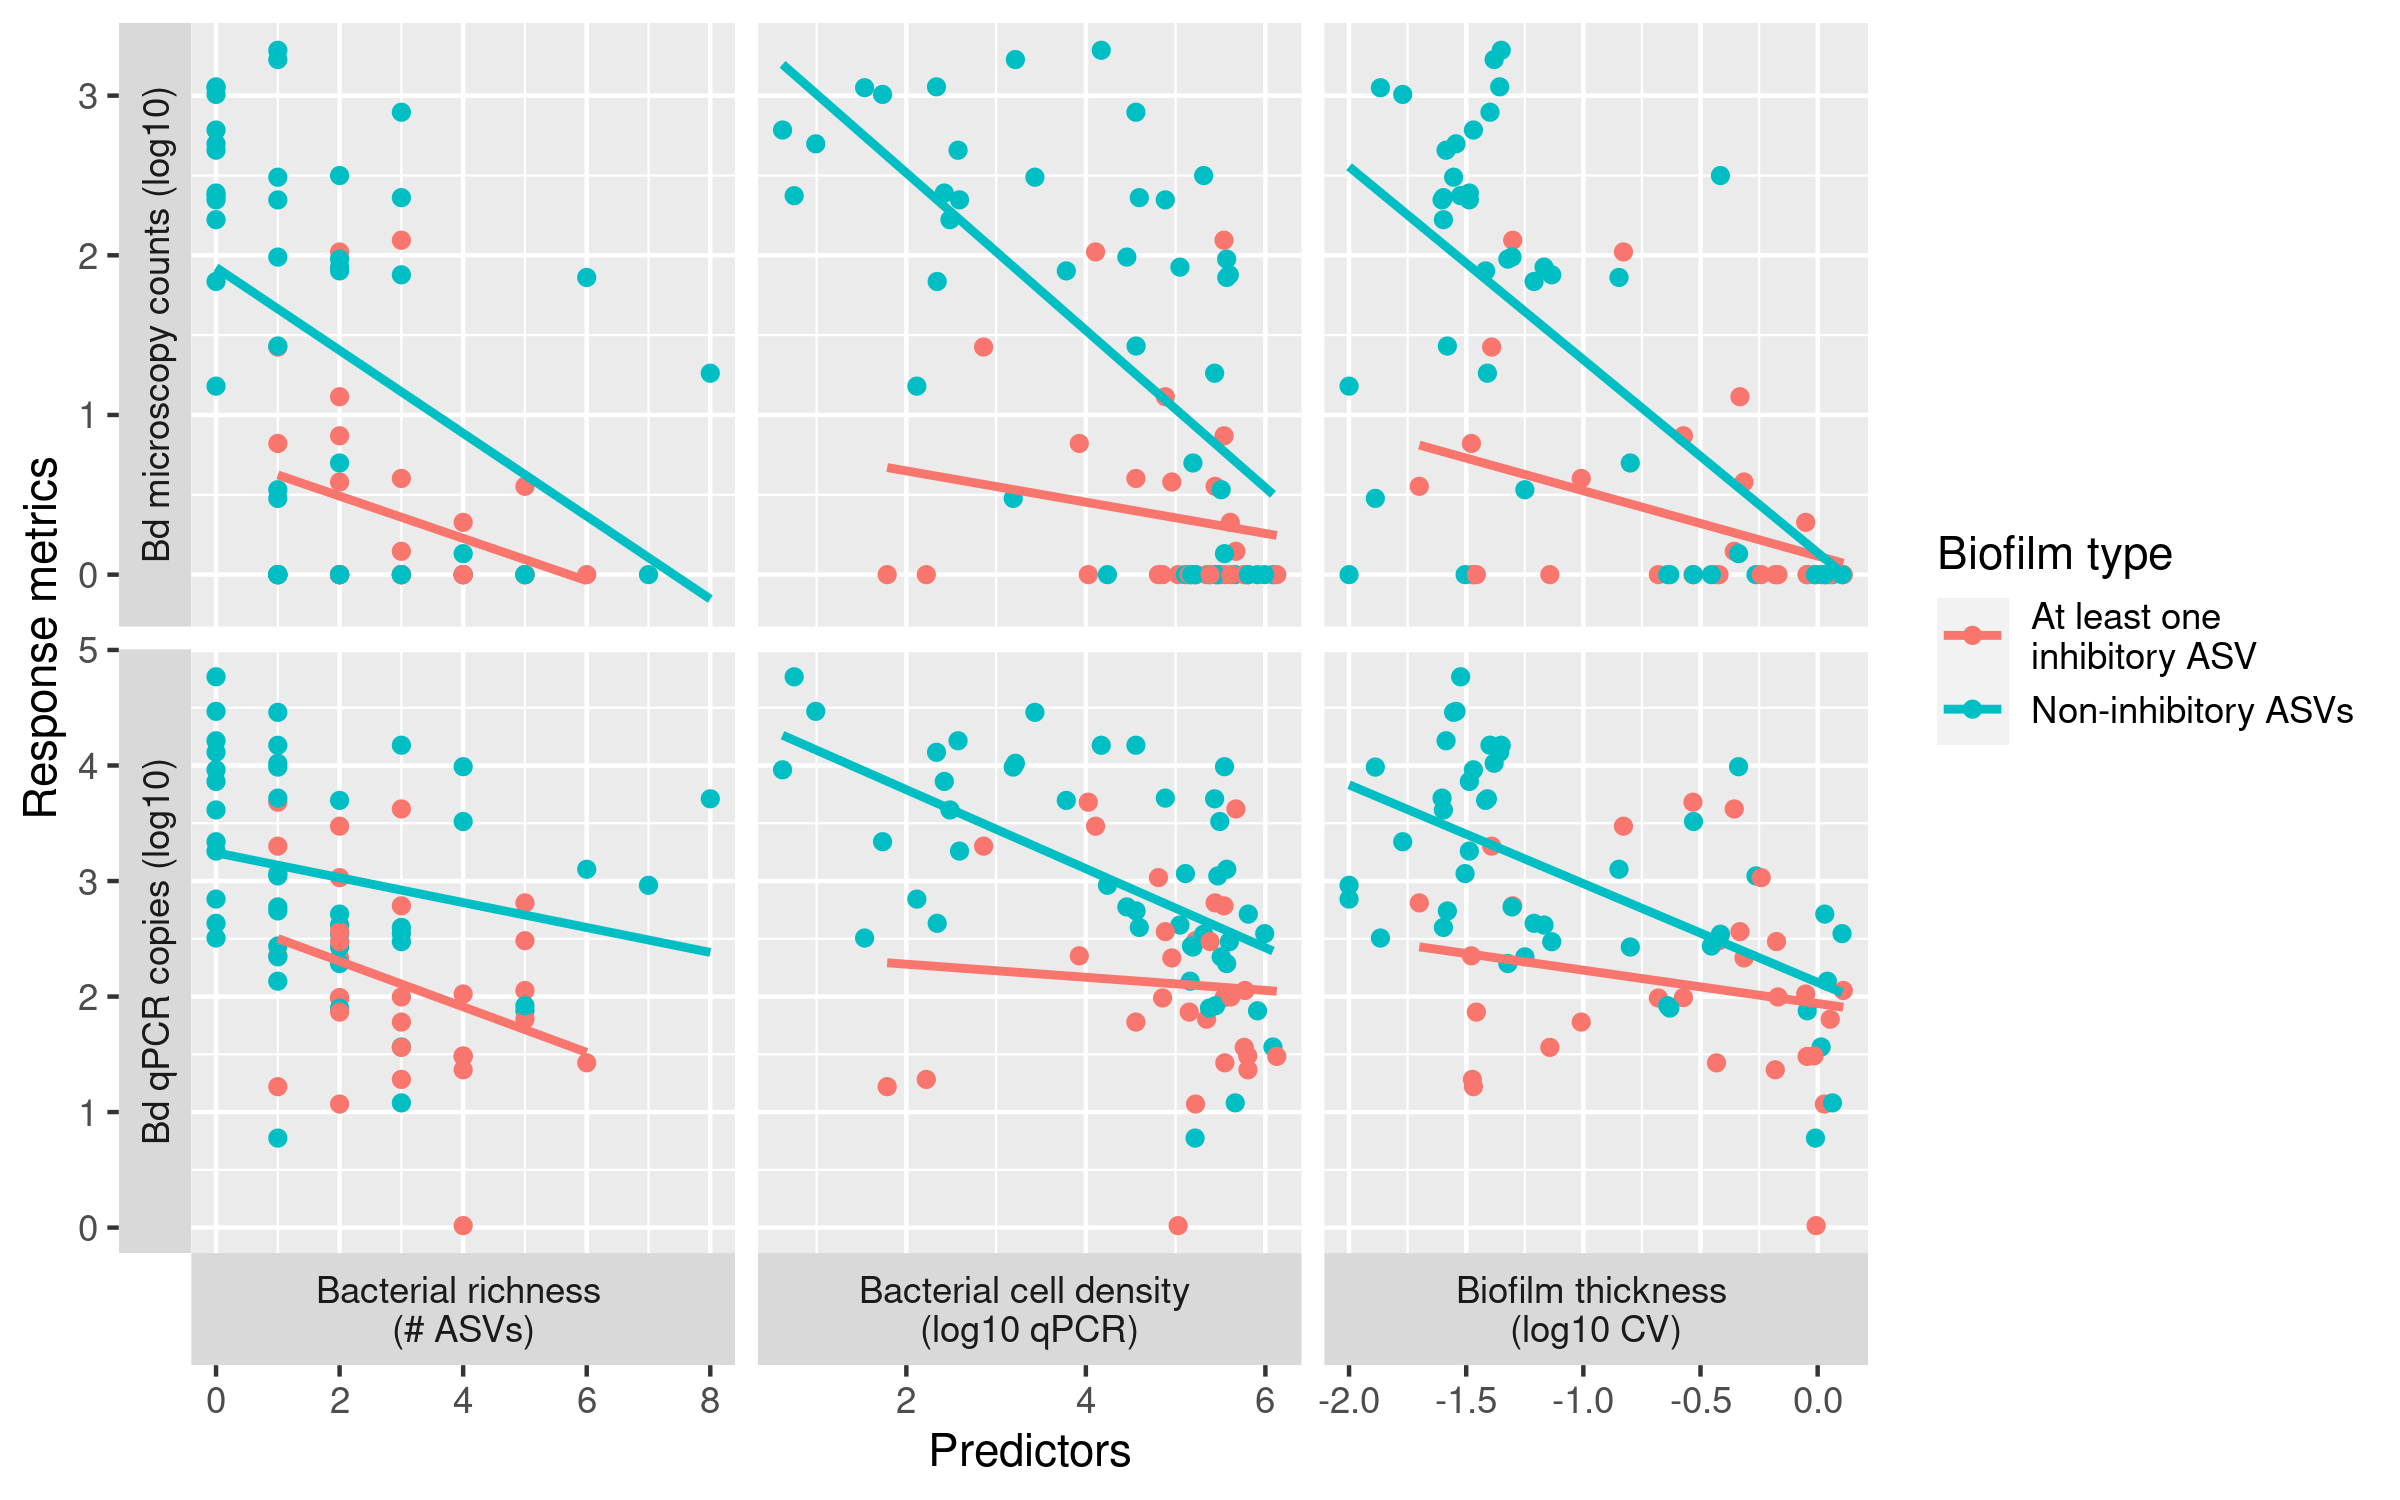 Response metrics
Bd microscopy counts (log10)
3
2
1
0
Bd qPCR copies (log10)
5
4
3
2
1
0
Bacterial richness
(# ASVs)
Bacterial cell density
(log10 qPCR)
Biofilm thickness
(log10 CV)
0 2 4 6 8
2 4 6
-2.0 -1.5 -1.0 -0.5 0.0
Predictors
Biofilm type
At least one
inhibitory ASV
Non-inhibitory ASVs